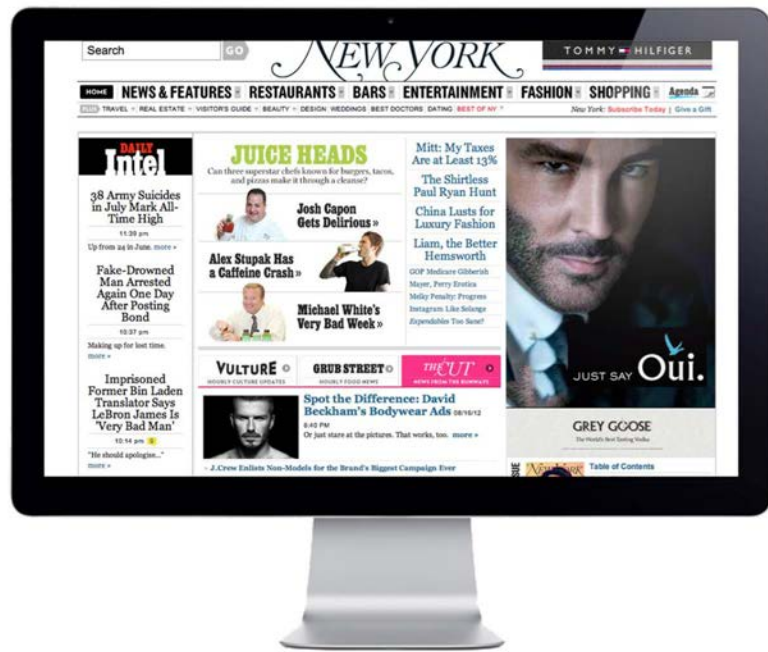 Search
GO
NEW YORK
TOMMY HILFIGER
HOME NEWS & FEATURES RESTAURANTS BARS ENTERTAINMENT FASHION SHOPPING Agenda
PLUS TRAVEL REAL ESTATE VISITOR'S GUIDE BEAUTY DESIGN WEDDINGS BEST DOCTORS DATING BEST OF NY
New York: Subscribe Today | Give a Gift
DAILY
Intel
38 Army Suicides
in July Mark All-
Time High
11:39 pm
Up from 24 in June. more »
Fake-Drowned
Man Arrested
Again One Day
After Posting
Bond
10:37 pm
Making up for lost time.
more »
Imprisoned
Former Bin Laden
Translator Says
LeBron James Is
'Very Bad Man'
10:14 pm
"He should apologise..."
more »
JUICE HEADS
Can three superstar chefs known for burgers, tacos,
and pizzas make it through a cleanse?
Josh Capon
Gets Delirious »
Alex Stupak Has
a Caffeine Crash »
Michael White's
Very Bad Week »
Mitt: My Taxes
Are at Least 13%
The Shirtless
Paul Ryan Hunt
China Lusts for
Luxury Fashion
Liam, the Better
Hemsworth
GOP Medicare Gibberish
Mayer, Perry Erotica
Melky Penalty: Progress
Instagram Like Solange
Expendables Too Sane?
VULTURE
HOURLY CULTURE UPDATES
GRUB STREET
HOURLY FOOD NEWS
THE CUT
NEWS FROM THE RUNWAYS
Spot the Difference: David
Beckham's Bodywear Ads 08/16/12
6:40 PM
Or just stare at the pictures. That works, too. more »
J.Crew Enlists Non-Models for the Brand's Biggest Campaign Ever
JUST SAY Oui.
GREY GOOSE
The World's Best Tasting Vodka
ISSUE
NEW YORK
Table of Contents